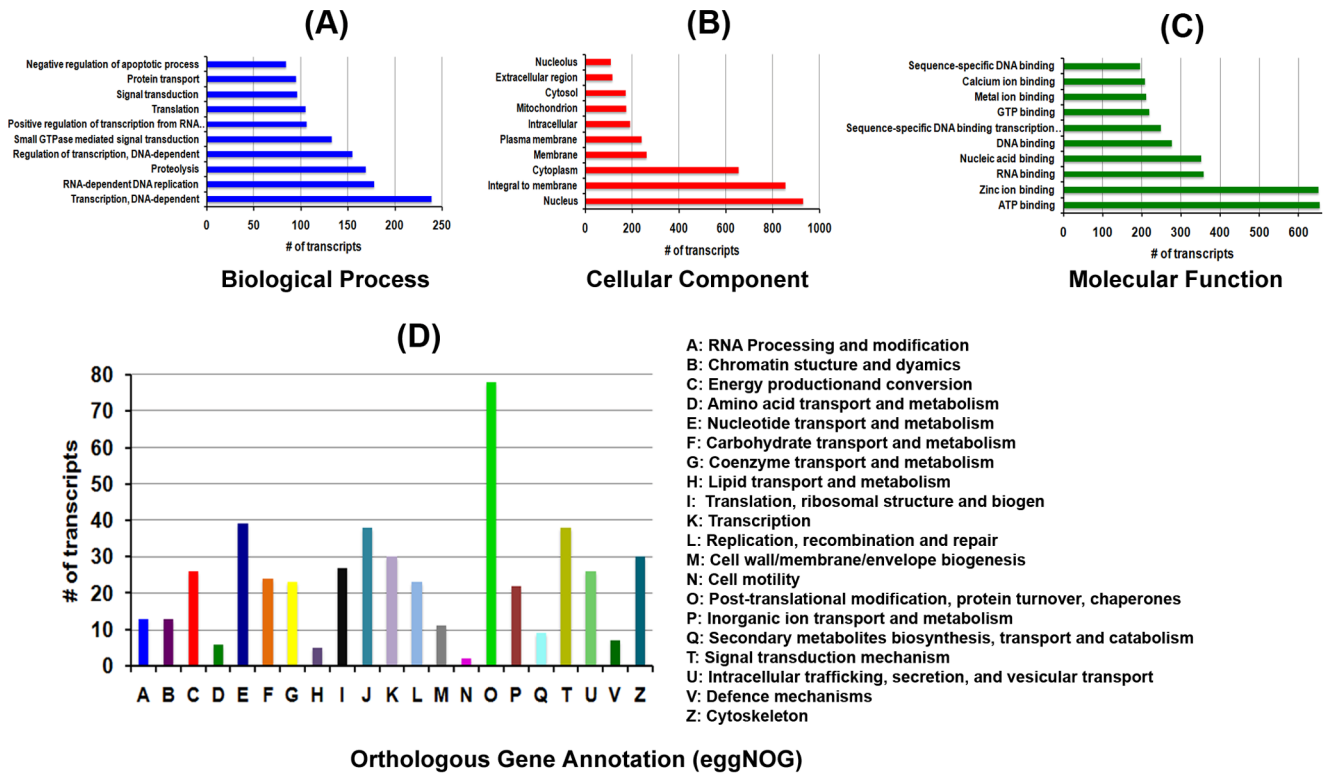 (A)
Negative regulation of apoptotic process
Protein transport
Signal transduction
Translation
Positive regulation of transcription from RNA..
Small GTPase mediated signal transduction
Regulation of transcription, DNA-dependent
Proteolysis
RNA-dependent DNA replication
Transcription, DNA-dependent
0 50 100 150 200 250
# of transcripts
Biological Process
(B)
Nucleolus
Extracellular region
Cytosol
Mitochondrion
Intracellular
Plasma membrane
Membrane
Cytoplasm
Integral to membrane
Nucleus
0 200 400 600 800 1000
# of transcripts
Cellular Component
(C)
Sequence-specific DNA binding
Calcium ion binding
Metal ion binding
GTP binding
Sequence-specific DNA binding transcription..
DNA binding
Nucleic acid binding
RNA binding
Zinc ion binding
ATP binding
0 100 200 300 400 500 600
# of transcripts
Molecular Function
(D)
# of transcripts
80
70
60
50
40
30
20
10
0
A B C D E F G H I J K L M N O P Q T U V Z
Orthologous Gene Annotation (eggNOG)
A: RNA Processing and modification
B: Chromatin stucture and dyamics
C: Energy productionand conversion
D: Amino acid transport and metabolism
E: Nucleotide transport and metabolism
F: Carbohydrate transport and metabolism
G: Coenzyme transport and metabolism
H: Lipid transport and metabolism
I: Translation, ribosomal structure and biogen
K: Transcription
L: Replication, recombination and repair
M: Cell wall/membrane/envelope biogenesis
N: Cell motility
O: Post-translational modification, protein turnover, chaperones
P: Inorganic ion transport and metabolism
Q: Secondary metabolites biosynthesis, transport and catabolism
T: Signal transduction mechanism
U: Intracellular trafficking, secretion, and vesicular transport
V: Defence mechanisms
Z: Cytoskeleton